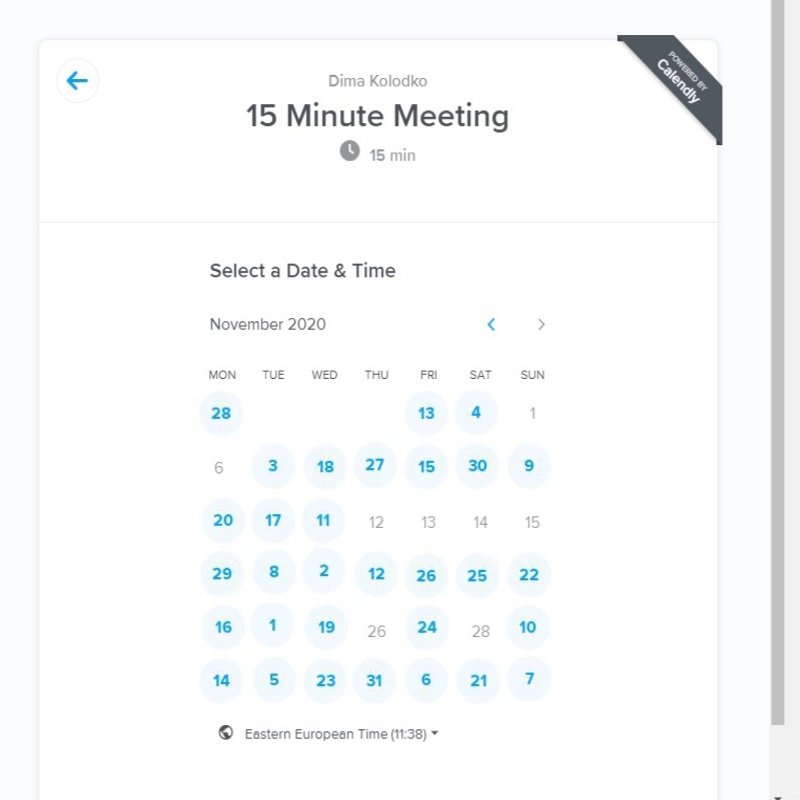 Dima Kolodko
POWERED BY
Calendly
15 Minute Meeting
15 min
Select a Date & Time
November 2020
MON TUE WED THU FRI SAT SUN
28 13 4 1
6 3 18 27 15 30 9
20 17 11 12 13 14 15
29 8 2 12 26 25 22
16 1 19 26 24 28 10
14 5 23 31 6 21 7
Eastern European Time (11:38)